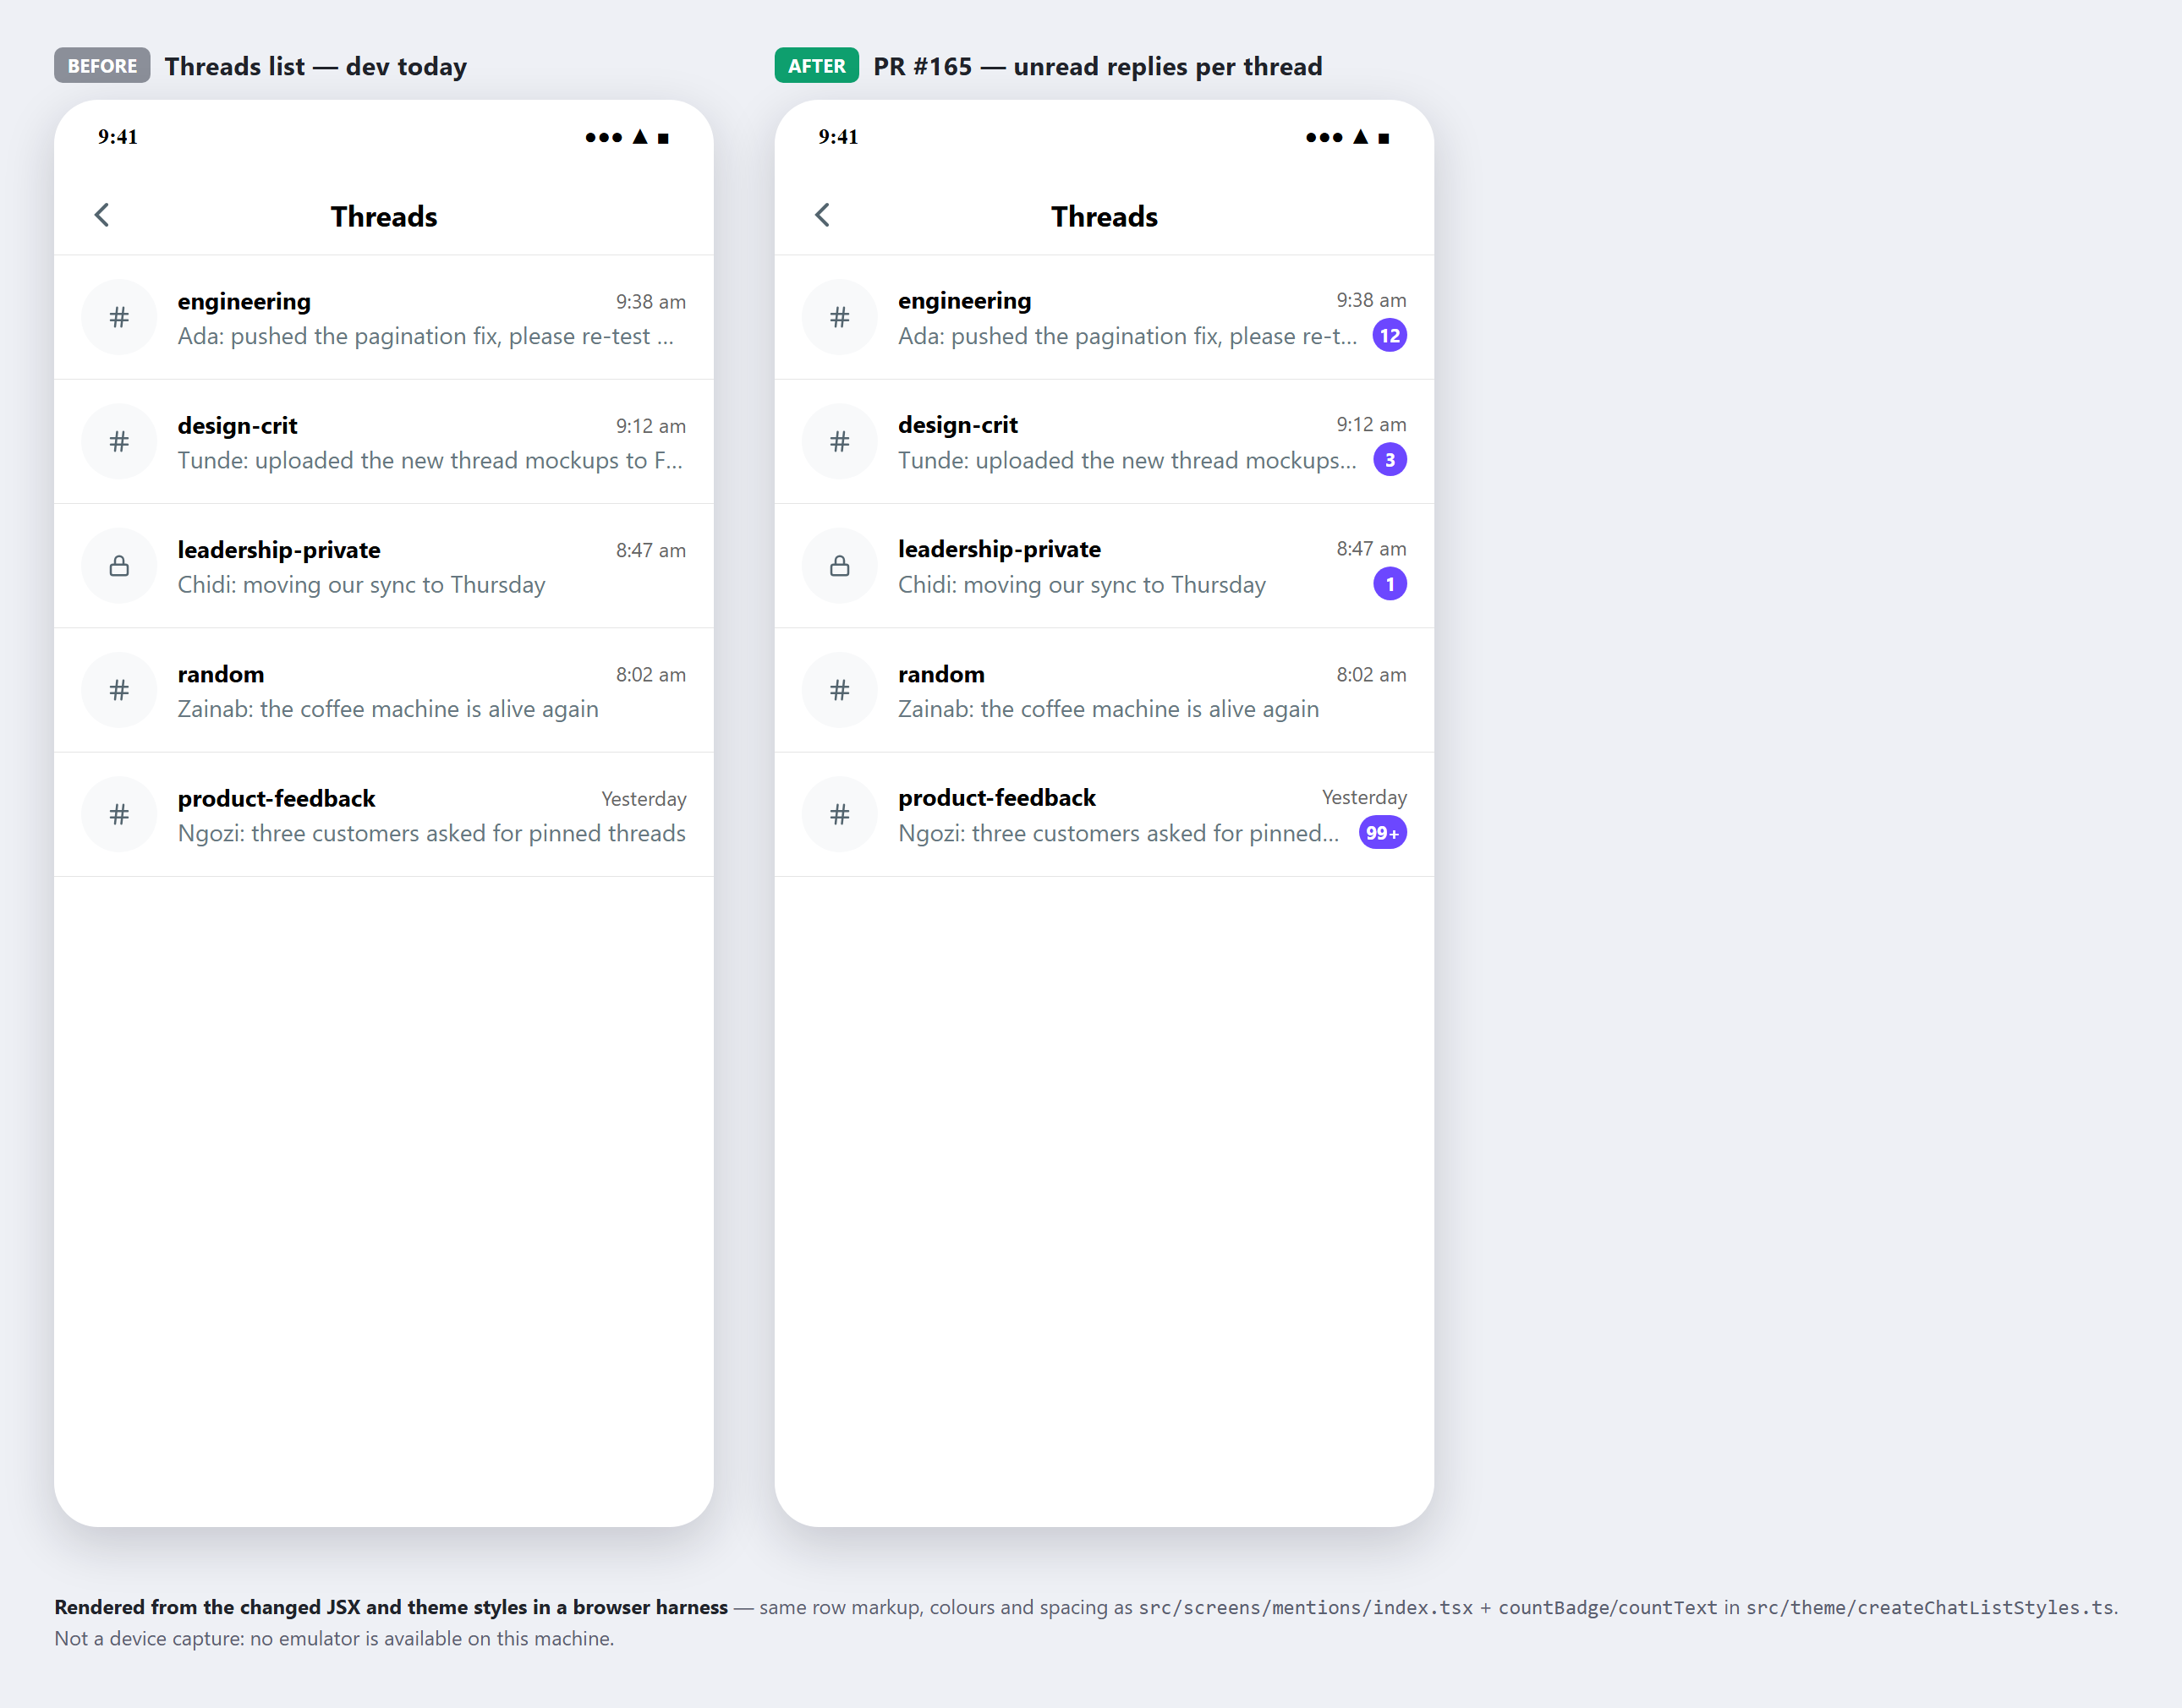 BEFORE Threads list — dev today
9:41
Threads
engineering 9:38 am
Ada: pushed the pagination fix, please re-test ...
design-crit 9:12 am
Tunde: uploaded the new thread mockups to F...
leadership-private 8:47 am
Chidi: moving our sync to Thursday
random 8:02 am
Zainab: the coffee machine is alive again
product-feedback Yesterday
Ngozi: three customers asked for pinned threads
AFTER PR #165 — unread replies per thread
9:41
Threads
engineering 9:38 am
Ada: pushed the pagination fix, please re-t... 12
design-crit 9:12 am
Tunde: uploaded the new thread mockups... 3
leadership-private 8:47 am
Chidi: moving our sync to Thursday 1
random 8:02 am
Zainab: the coffee machine is alive again
product-feedback Yesterday
Ngozi: three customers asked for pinned... 99+
Rendered from the changed JSX and theme styles in a browser harness — same row markup, colours and spacing as src/screens/mentions/index.tsx + countBadge/countText in src/theme/createChatListStyles.ts.
Not a device capture: no emulator is available on this machine.